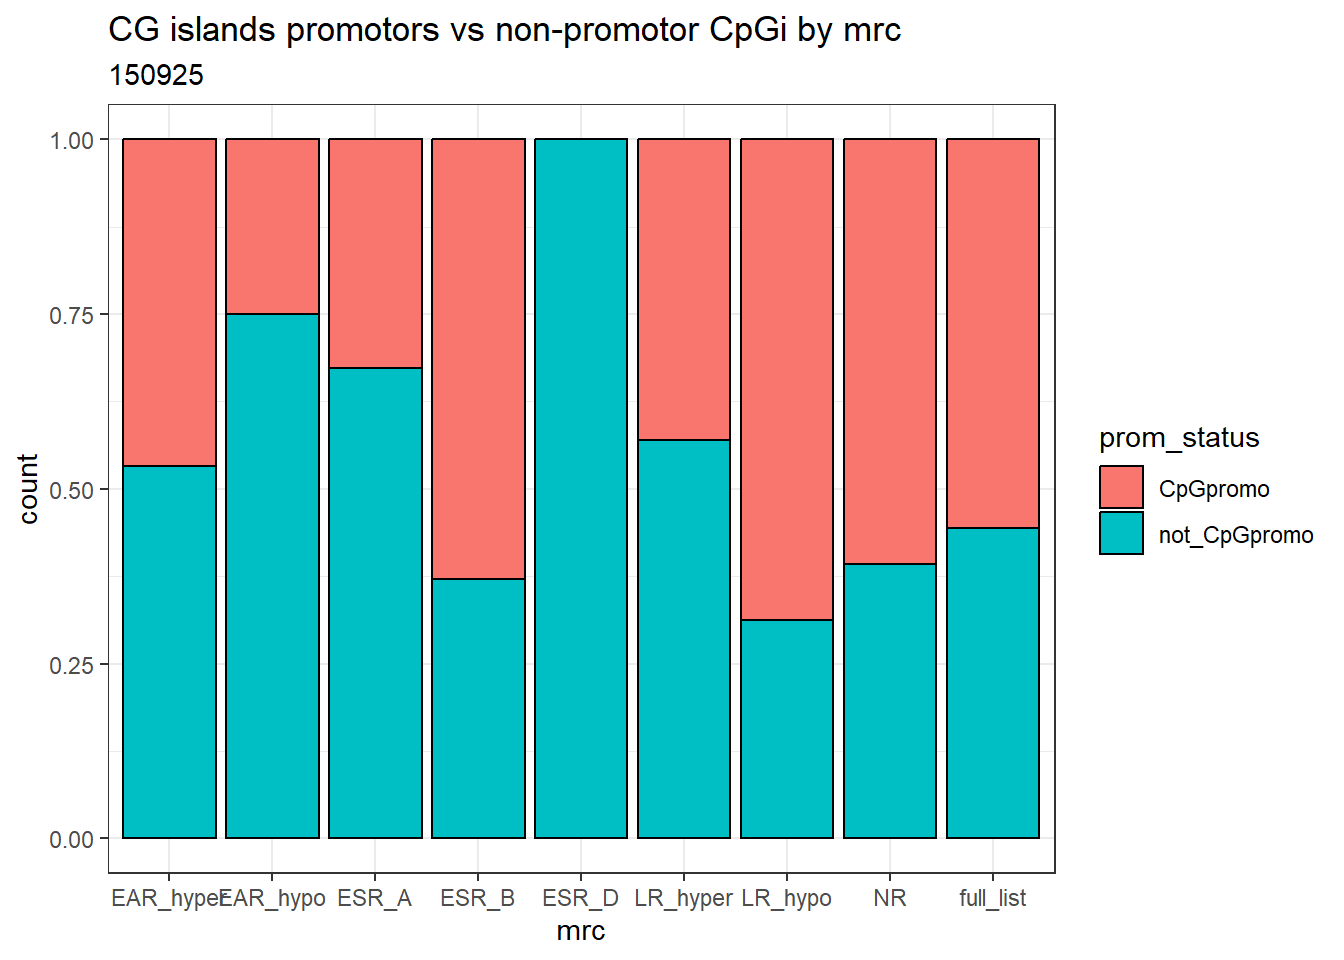 CG islands promotors vs non-promotor CpGi by mrc
150925
1.00
0.75
0.50
0.25
0.00
count
EAR_hyper EAR_hypo ESR_A ESR_B ESR_D LR_hyper LR_hypo NR full_list
mrc
prom_status
CpGpromo
not_CpGpromo